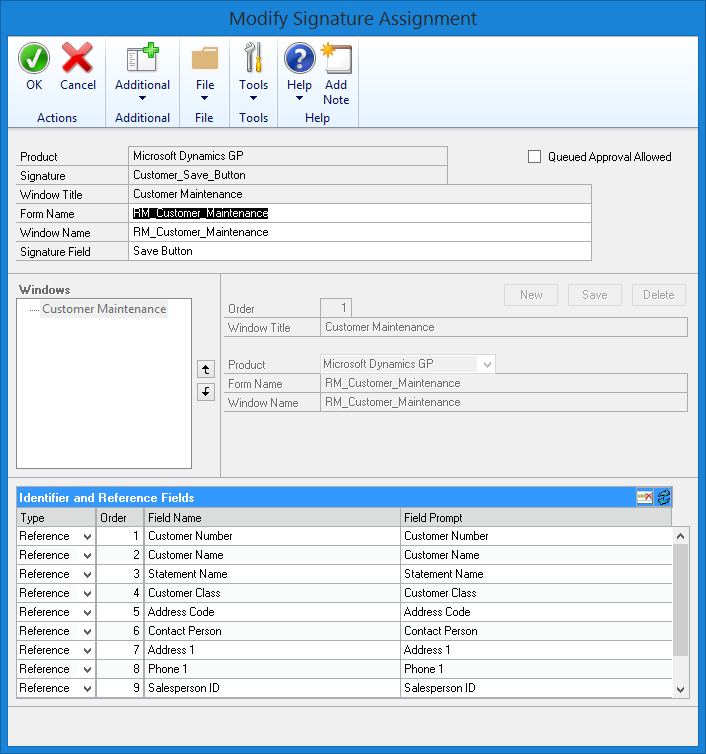 Modify Signature Assignment
OK Cancel Additional File Tools Help Add Note
Actions Additional File Tools Help
Product Microsoft Dynamics GP Queued Approval Allowed
Signature Customer_Save_Button
Window Title Customer Maintenance
Form Name RM_Customer_Maintenance
Window Name RM_Customer_Maintenance
Signature Field Save Button
Windows
Customer Maintenance
New Save Delete
Order 1
Window Title Customer Maintenance
Product Microsoft Dynamics GP
Form Name RM_Customer_Maintenance
Window Name RM_Customer_Maintenance
Identifier and Reference Fields
Type Order Field Name Field Prompt
Reference 1 Customer Number Customer Number
Reference 2 Customer Name Customer Name
Reference 3 Statement Name Statement Name
Reference 4 Customer Class Customer Class
Reference 5 Address Code Address Code
Reference 6 Contact Person Contact Person
Reference 7 Address 1 Address 1
Reference 8 Phone 1 Phone 1
Reference 9 Salesperson ID Salesperson ID